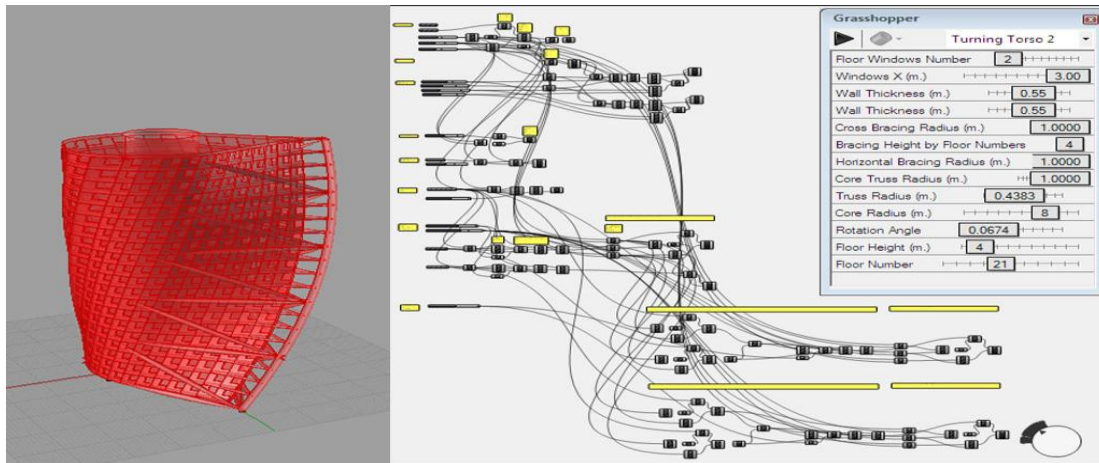 Grasshopper
Turning Torso 2
Floor Windows Number 2
Windows X (m.) 3.00
Wall Thickness (m.) 0.55
Wall Thickness (m.) 0.55
Cross Bracing Radius (m.) 1.0000
Bracing Height by Floor Numbers 4
Horizontal Bracing Radius (m.) 1.0000
Core Truss Radius (m.) 1.0000
Truss Radius (m.) 0.4383
Core Radius (m.) 8
Rotation Angle 0.0674
Floor Height (m.) 4
Floor Number 21